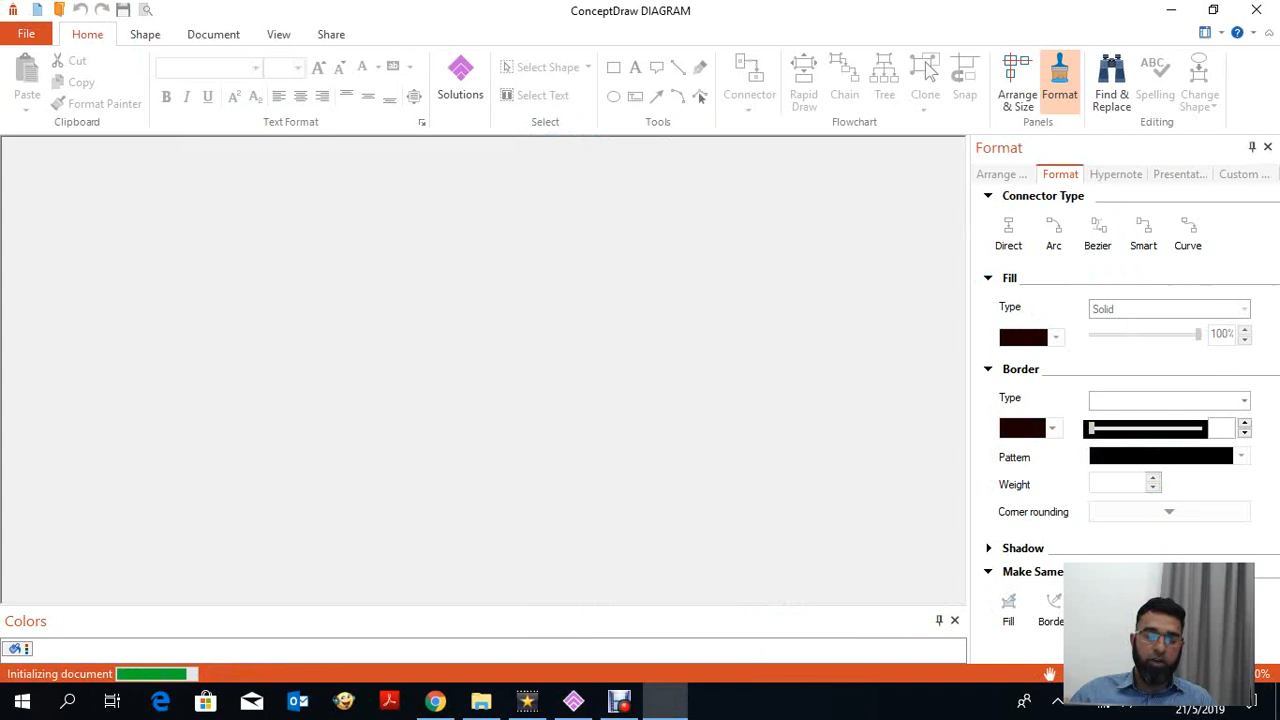 ConceptDraw DIAGRAM
File Home Shape Document View Share
Paste
Cut
Copy
Format Painter
Clipboard
B I U
Text Format
Solutions
Select Shape
Select Text
Select
Tools
Connector
Rapid Draw
Chain
Tree
Clone
Snap
Flowchart
Arrange & Size
Format
Panels
Find & Replace
ABC
Spelling
Change Shape
Editing
Format
Arrange ... Format Hypernote Presentat... Custom ...
Connector Type
Direct Arc Bezier Smart Curve
Fill
Type Solid
100%
Border
Type
Pattern
Weight
Corner rounding
Shadow
Make Same
Fill
Colors
Initializing document
21/5/2019